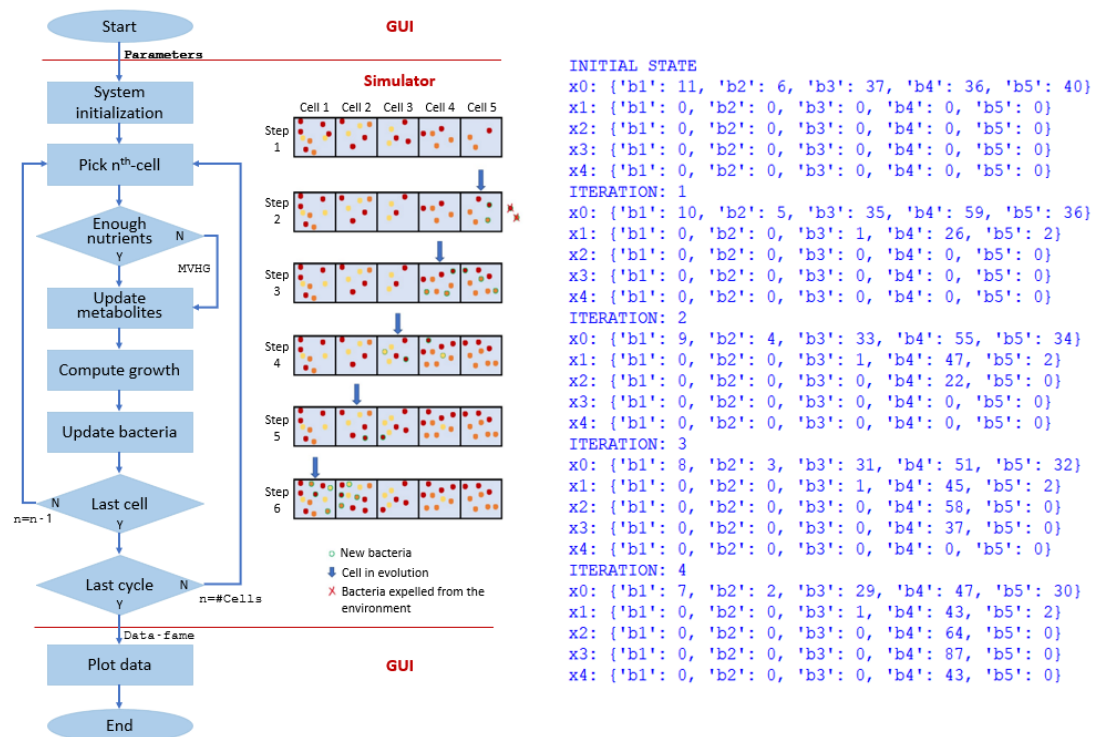 Start
GUI
Parameters
System
initialization
Pick nth-cell
Enough
nutrients
N
Y
MVHG
Update
metabolites
Compute growth
Update bacteria
Last cell
N
Y
n=n-1
Last cycle
N
Y
n=#Cells
Data-fame
Plot data
GUI
End
Simulator
Cell 1 Cell 2 Cell 3 Cell 4 Cell 5
Step
1
Step
2
Step
3
Step
4
Step
5
Step
6
New bacteria
Cell in evolution
Bacteria expelled from the
environment
INITIAL STATE
x0: {'b1': 11, 'b2': 6, 'b3': 37, 'b4': 36, 'b5': 40}
x1: {'b1': 0, 'b2': 0, 'b3': 0, 'b4': 0, 'b5': 0}
x2: {'b1': 0, 'b2': 0, 'b3': 0, 'b4': 0, 'b5': 0}
x3: {'b1': 0, 'b2': 0, 'b3': 0, 'b4': 0, 'b5': 0}
x4: {'b1': 0, 'b2': 0, 'b3': 0, 'b4': 0, 'b5': 0}
ITERATION: 1
x0: {'b1': 10, 'b2': 5, 'b3': 35, 'b4': 59, 'b5': 36}
x1: {'b1': 0, 'b2': 0, 'b3': 1, 'b4': 26, 'b5': 2}
x2: {'b1': 0, 'b2': 0, 'b3': 0, 'b4': 0, 'b5': 0}
x3: {'b1': 0, 'b2': 0, 'b3': 0, 'b4': 0, 'b5': 0}
x4: {'b1': 0, 'b2': 0, 'b3': 0, 'b4': 0, 'b5': 0}
ITERATION: 2
x0: {'b1': 9, 'b2': 4, 'b3': 33, 'b4': 55, 'b5': 34}
x1: {'b1': 0, 'b2': 0, 'b3': 1, 'b4': 47, 'b5': 2}
x2: {'b1': 0, 'b2': 0, 'b3': 0, 'b4': 22, 'b5': 0}
x3: {'b1': 0, 'b2': 0, 'b3': 0, 'b4': 0, 'b5': 0}
x4: {'b1': 0, 'b2': 0, 'b3': 0, 'b4': 0, 'b5': 0}
ITERATION: 3
x0: {'b1': 8, 'b2': 3, 'b3': 31, 'b4': 51, 'b5': 32}
x1: {'b1': 0, 'b2': 0, 'b3': 1, 'b4': 45, 'b5': 2}
x2: {'b1': 0, 'b2': 0, 'b3': 0, 'b4': 58, 'b5': 0}
x3: {'b1': 0, 'b2': 0, 'b3': 0, 'b4': 37, 'b5': 0}
x4: {'b1': 0, 'b2': 0, 'b3': 0, 'b4': 0, 'b5': 0}
ITERATION: 4
x0: {'b1': 7, 'b2': 2, 'b3': 29, 'b4': 47, 'b5': 30}
x1: {'b1': 0, 'b2': 0, 'b3': 1, 'b4': 43, 'b5': 2}
x2: {'b1': 0, 'b2': 0, 'b3': 0, 'b4': 64, 'b5': 0}
x3: {'b1': 0, 'b2': 0, 'b3': 0, 'b4': 87, 'b5': 0}
x4: {'b1': 0, 'b2': 0, 'b3': 0, 'b4': 43, 'b5': 0}